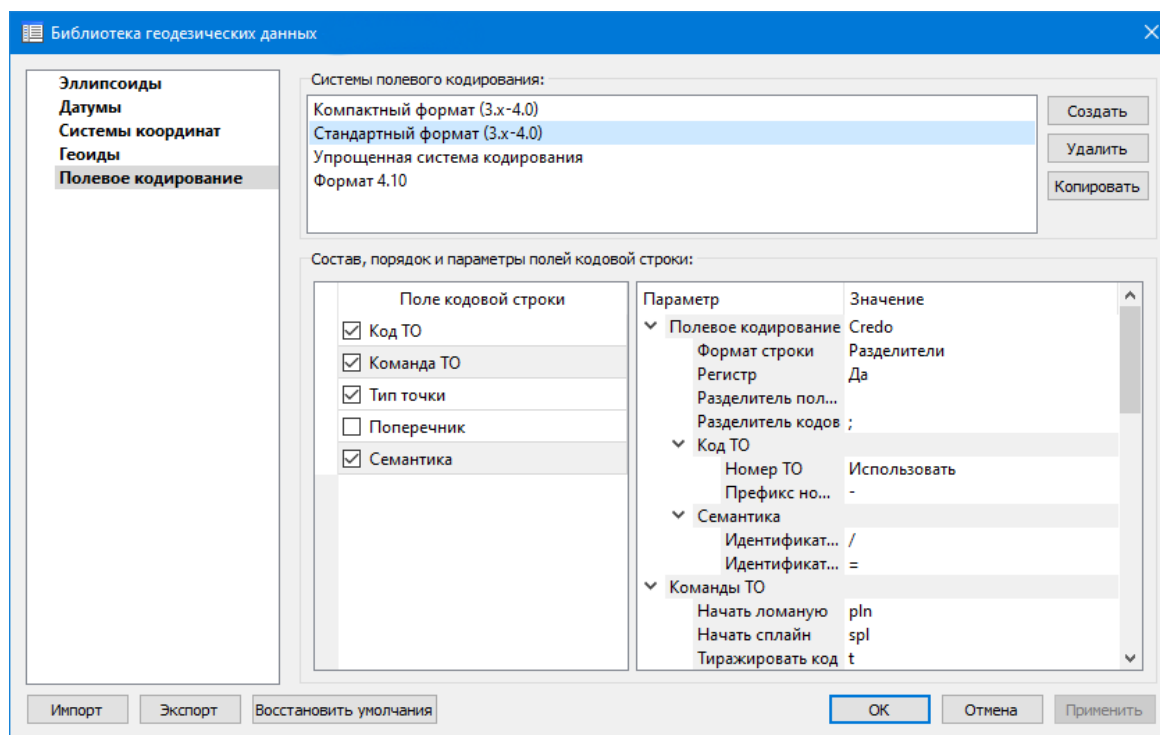 Библиотека геодезических данных
Эллипсоиды
Датумы
Системы координат
Геоиды
Полевое кодирование
Системы полевого кодирования:
Компактный формат (3.x-4.0)
Стандартный формат (3.x-4.0)
Упрощенная система кодирования
Формат 4.10
Создать
Удалить
Копировать
Состав, порядок и параметры полей кодовой строки:
Поле кодовой строки
Код ТО
Команда ТО
Тип точки
Поперечник
Семантика
Параметр Значение
Полевое кодирование Credo
Формат строки Разделители
Регистр Да
Разделитель пол...
Разделитель кодов ;
Код ТО
Номер ТО Использовать
Префикс но... -
Семантика
Идентификат... /
Идентификат... =
Команды ТО
Начать ломаную pln
Начать сплайн spl
Тиражировать код t
Импорт Экспорт Восстановить умолчания OK Отмена Применить